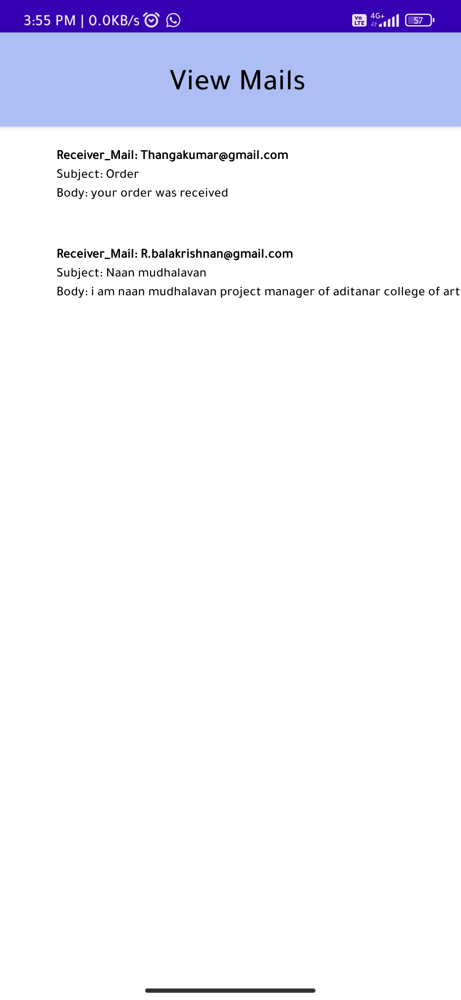 3:55 PM | 0.0KB/s
Vo LTE 4G+ 57
View Mails
Receiver_Mail: Thangakumar@gmail.com
Subject: Order
Body: your order was received
Receiver_Mail: R.balakrishnan@gmail.com
Subject: Naan mudhalavan
Body: i am naan mudhalavan project manager of aditanar college of art